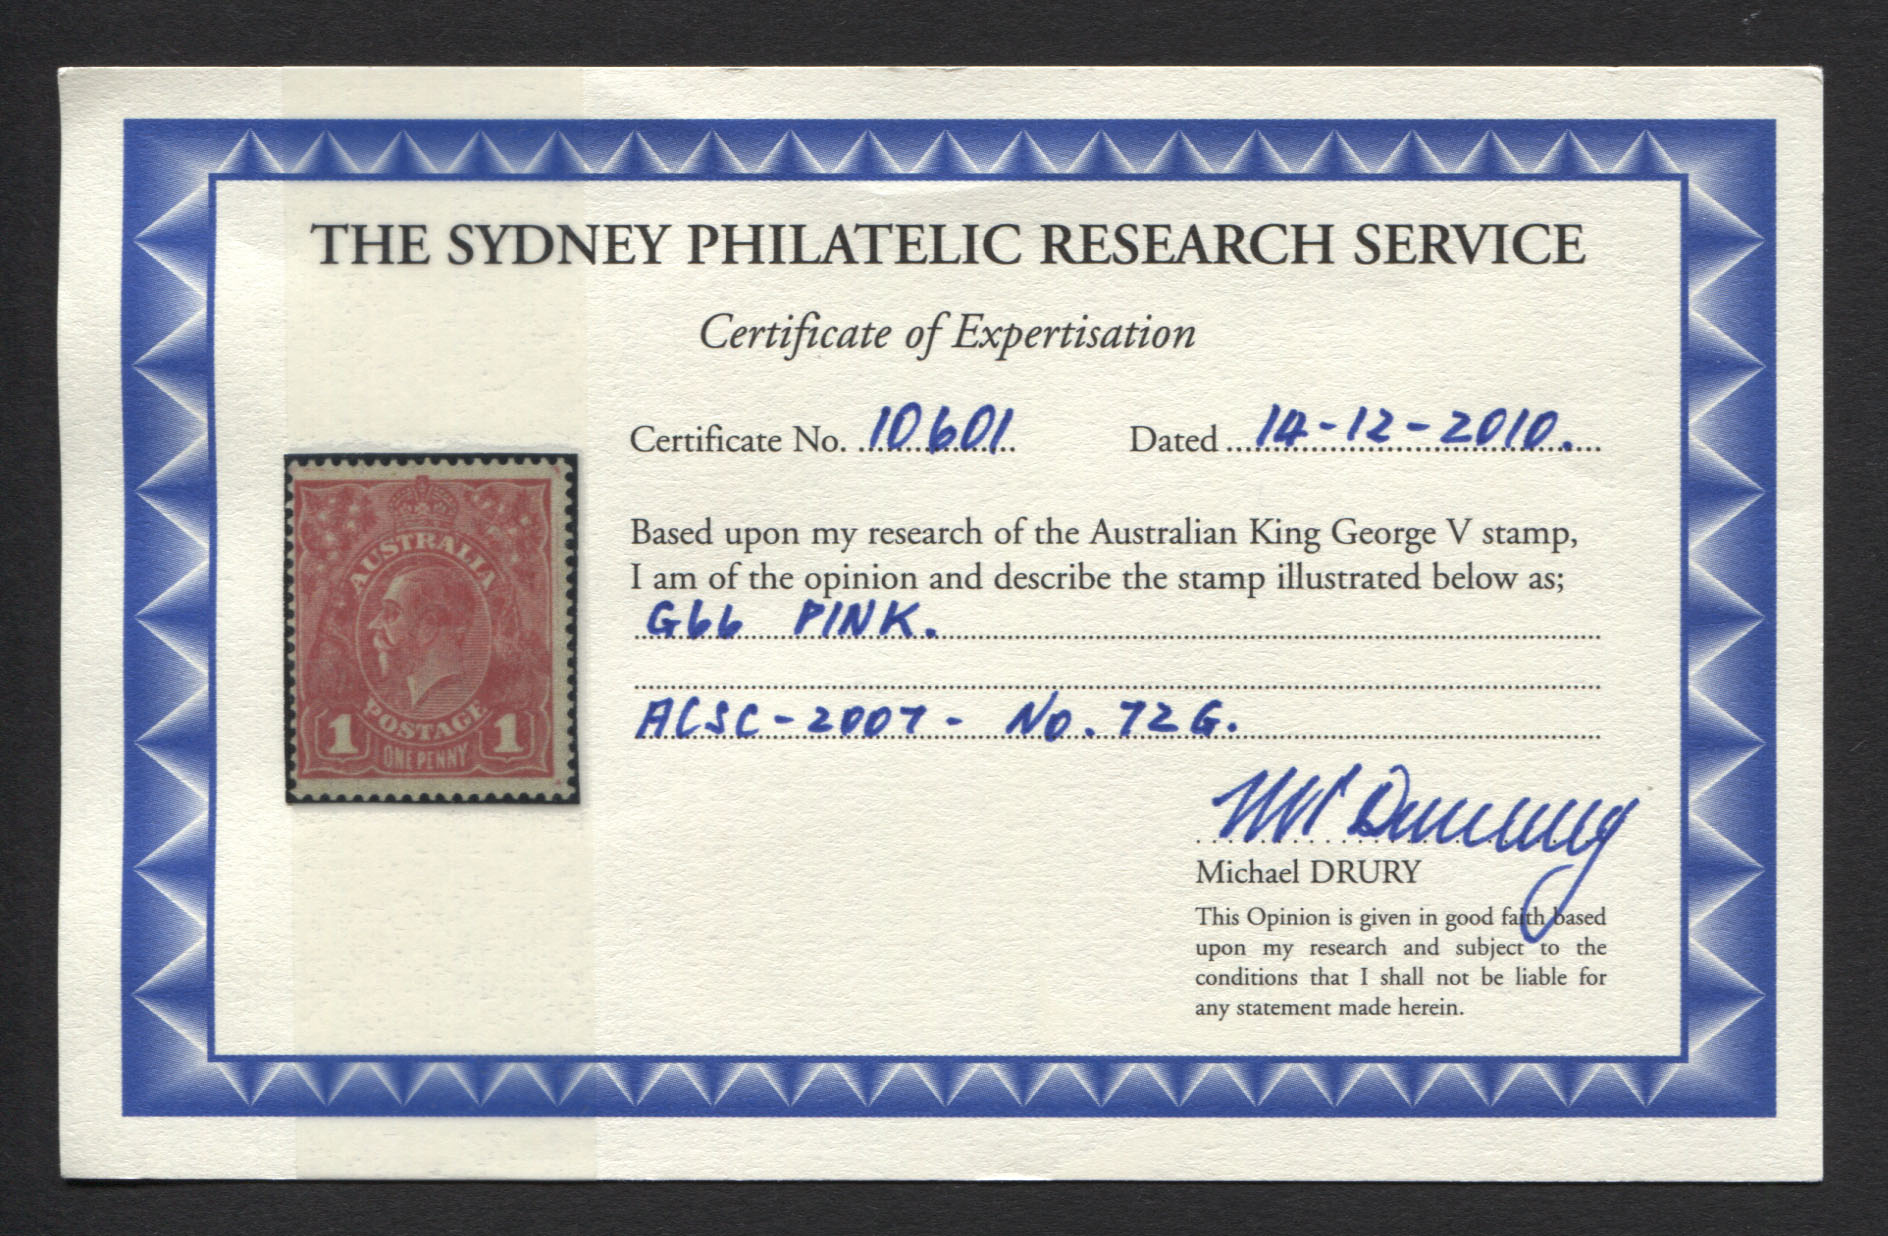 THE SYDNEY PHILATELIC RESEARCH SERVICE
Certificate of Expertisation
Certificate No. 10601. Dated 14-12-2010.
Based upon my research of the Australian King George V stamp,
I am of the opinion and describe the stamp illustrated below as;
G66 PINK.
ACSC-2007- No. 72G.
AUSTRALIA
POSTAGE
1 ONE PENNY 1
Michael DRURY
This Opinion is given in good faith based
upon my research and subject to the
conditions that I shall not be liable for
any statement made herein.